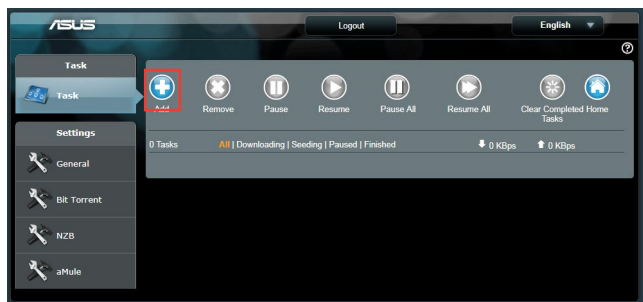 ASUS
Logout
English
?
Task
Task
Settings
General
Bit Torrent
NZB
aMule
Add
Remove
Pause
Resume
Pause All
Resume All
Clear Completed Tasks
Home
0 Tasks
All | Downloading | Seeding | Paused | Finished
0 KBps
0 KBps